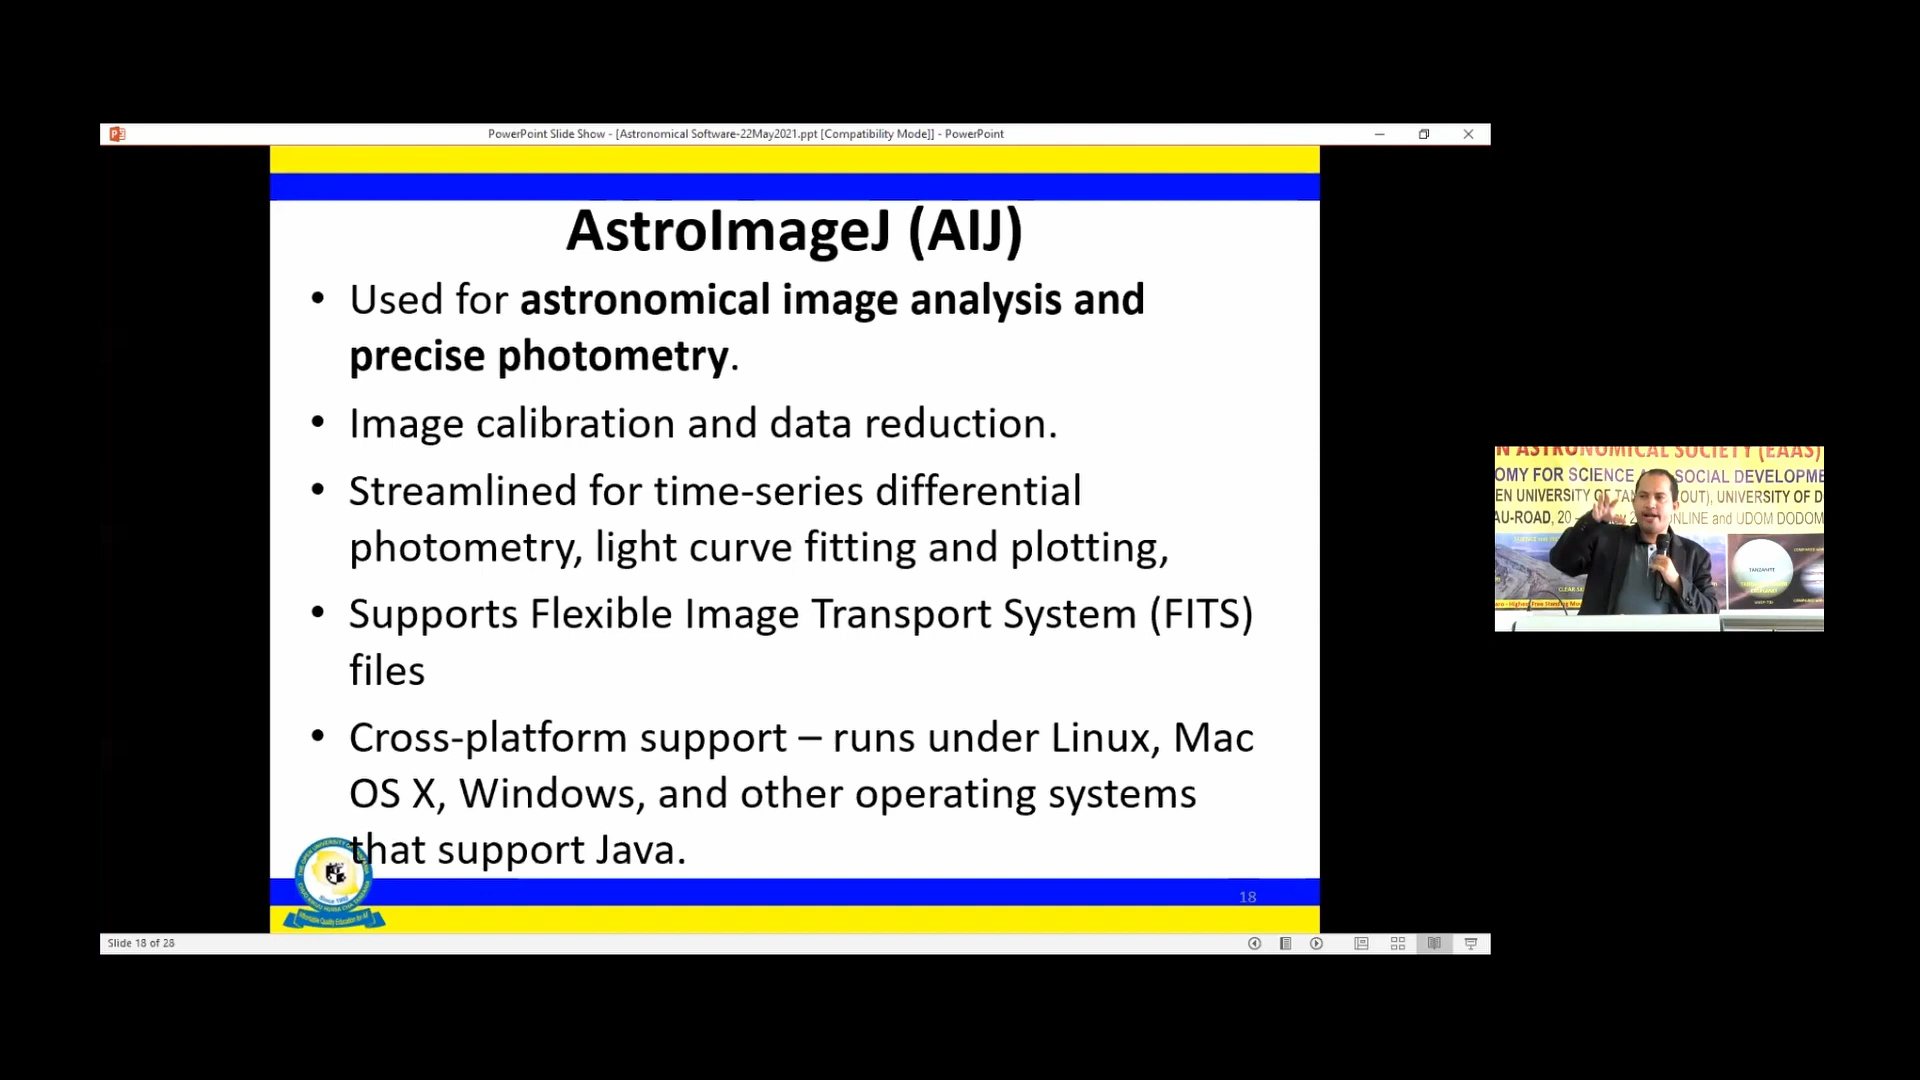 PowerPoint Slide Show - [Astronomical Software-22May2021.ppt [Compatibility Mode]] - PowerPoint
AstroImageJ (AIJ)
• Used for astronomical image analysis and
precise photometry.
• Image calibration and data reduction.
• Streamlined for time-series differential
photometry, light curve fitting and plotting,
• Supports Flexible Image Transport System (FITS)
files
• Cross-platform support – runs under Linux, Mac
OS X, Windows, and other operating systems
that support Java.
18
Slide 18 of 28
N ASTRONOMICAL SOCIETY (EAAS)
OMY FOR SCIENCE SOCIAL DEVELOPME
EN UNIVERSITY OF TAN OUT), UNIVERSITY OF D
AU-ROAD, 20 NLINE and UDOM DODOM
TANZANITE